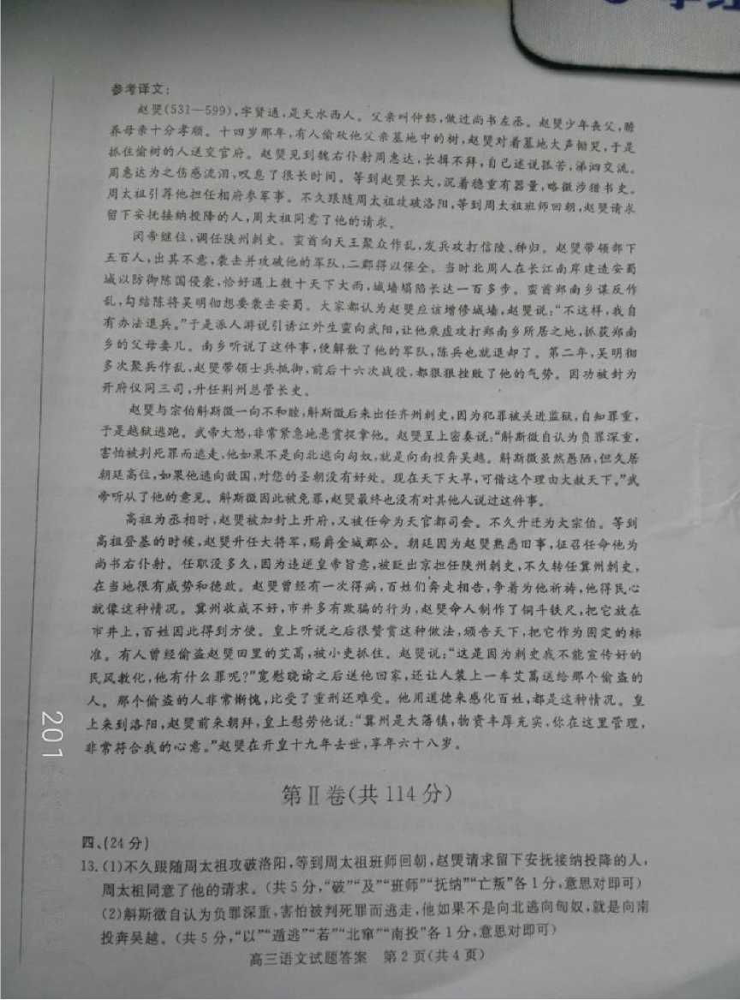 参考译文:
赵煚(531—599),字贤通,是天水西人。父亲叫仲懿,做过尚书左丞。赵煚少年丧父,赡
养母亲十分孝顺。十四岁那年,有人偷砍他父亲墓地中的树,赵煚对着墓地大声恸哭,于是
抓住偷树的人送交官府。赵煚见到魏右仆射周惠达,长揖不拜,自己述说孤苦,涕泗交流。
周惠达为之伤感流泪,叹息了很长时间。等到赵煚长大,沉着稳重有器量,略微涉猎书史。
周太祖引荐他担任相府参军事。不久跟随周太祖攻破洛阳,等到周太祖班师回朝,赵煚请求
留下安抚接纳投降的人,周太祖同意了他的请求。
闵帝继位,调任陕州刺史。蛮酋向天王聚众作乱,发兵攻打信陵、秭归。赵煚带领部下
五百人,出其不意,袭击并攻破他的军队,二郡得以保全。当时北周人在长江南岸建造安蜀
城以防御陈国侵袭,恰好遇上数十天下大雨,城墙塌陷长达一百多步。蛮酋郑南乡谋反作
乱,勾结陈将吴明彻想要袭击安蜀。大家都认为赵煚应该增修城墙,赵煚说:“不这样,我自
有办法退兵。”于是派人游说引诱江外生蛮向武阳,让他乘虚攻打郑南乡所居之地,抓获郑南
乡的父母妻儿。南乡听说了这件事,便解散了他的军队,陈兵也就退却了。第二年,吴明彻
多次聚兵作乱,赵煚带领士兵抵御,前后十六次战役,都狠狠挫败了他的气势。因功被封为
开府仪同三司,升任荆州总管长史。
赵煚与宗伯斛斯徵一向不和睦,斛斯徵后来出任齐州刺史,因为犯罪被关进监狱,自知罪重,
于是越狱逃跑。武帝大怒,非常紧急地悬赏捉拿他。赵煚呈上密奏说:“斛斯徵自认为负罪深重,
害怕被判死罪而逃走,他如果不是向北逃向匈奴,就是向南投奔吴越。斛斯徵虽然愚陋,但久居
朝廷高位,如果他逃向敌国,对您的圣朝没有好处。现在天下大旱,可借这个理由大赦天下。”武
帝听从了他的意见。斛斯徵因此被免罪,赵煚最终也没有对其他人说过这件事。
高祖为丞相时,赵煚被加封上开府,又被任命为天官都司会。不久升迁为大宗伯。等到
高祖登基的时候,赵煚升任大将军,赐爵金城郡公。朝廷因为赵煚熟悉旧事,征召任命他为
尚书右仆射。任职没多久,因为违逆皇帝旨意,被贬出京担任陕州刺史,不久转任冀州刺史,
在当地很有威势和德政。赵煚曾经有一次得病,百姓们奔走相告,争着为他祈祷,他得民心
就像这种情况。冀州收成不好,市井多有欺骗的行为,赵煚命人制作了铜斗铁尺,把它放在
市井上,百姓因此得到方便。皇上听说之后很赞赏这种做法,颁告天下,把它作为固定的标
准。有人曾经偷盗赵煚田里的艾蒿,被小吏抓住。赵煚说:“这是因为刺史我不能宣传好的
民风教化,他有什么罪呢?”宽慰晓谕之后送他回家,还让人装上一车艾蒿送给那个偷盗的
人。那个偷盗的人非常惭愧,比受了重刑还难受。他用道德来感化百姓,都是这种情况。皇
上来到洛阳,赵煚前来朝拜,皇上慰劳他说:“冀州是大藩镇,物资丰厚充实,你在这里管理,
非常符合我的心意。”赵煚在开皇十九年去世,享年六十八岁。
第Ⅱ卷(共114分)
四、(24分)
13.(1)不久跟随周太祖攻破洛阳,等到周太祖班师回朝,赵煚请求留下安抚接纳投降的人,
周太祖同意了他的请求。(共5分,“破”“及”“班师”“抚纳”“亡叛”各1分,意思对即可)
(2)斛斯徵自认为负罪深重,害怕被判死罪而逃走,他如果不是向北逃向匈奴,就是向南
投奔吴越。(共5分,“以”“遁逃”“若”“北窜”“南投”各1分,意思对即可)
高三语文试题答案 第2页(共4页)
201